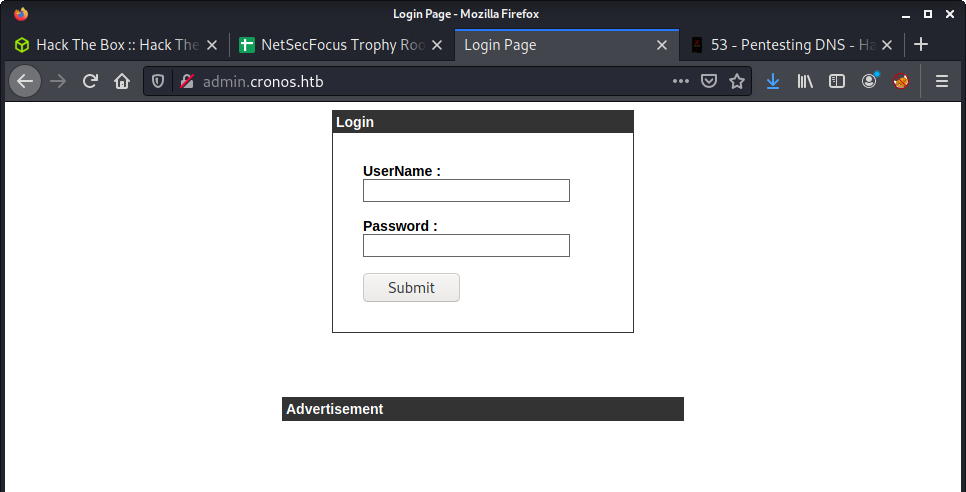 Login Page - Mozilla Firefox
Hack The Box :: Hack The
NetSecFocus Trophy Roo
Login Page
53 - Pentesting DNS - Ha
admin.cronos.htb
Login
UserName :
Password :
Submit
Advertisement